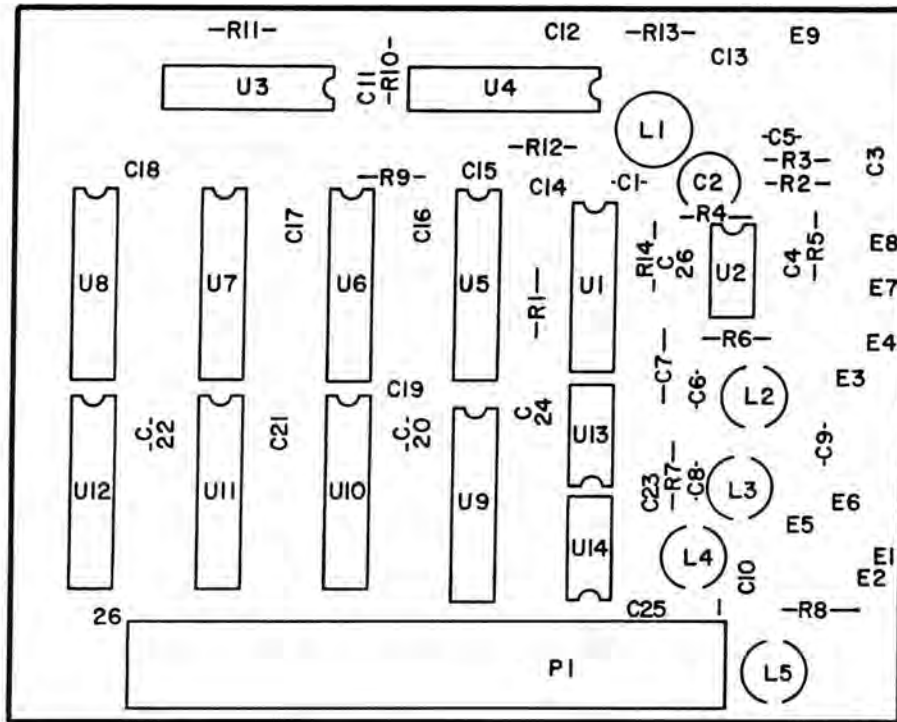 –R11– C12 –R13– E9
C13
U3 C11 –R10– U4
L1
–C5–
–R12– –R3– C3
C18 –R9– C15 C14 –C1– C2 –R2–
–R4–
C17 C16 –R14– C26 C4 –R5– E8
U8 U7 U6 U5 –R1– U1 U2 E7
–R6– E4
C19 –C7– –C6– L2 E3
–C–22 C21 –C–20 C24 U13 –C9–
U12 U11 U10 U9 C23 –R7– –C8– L3 E6
E5
U14 L4 C10 E1
E2
26 C25 1 –R8–
P1 L5